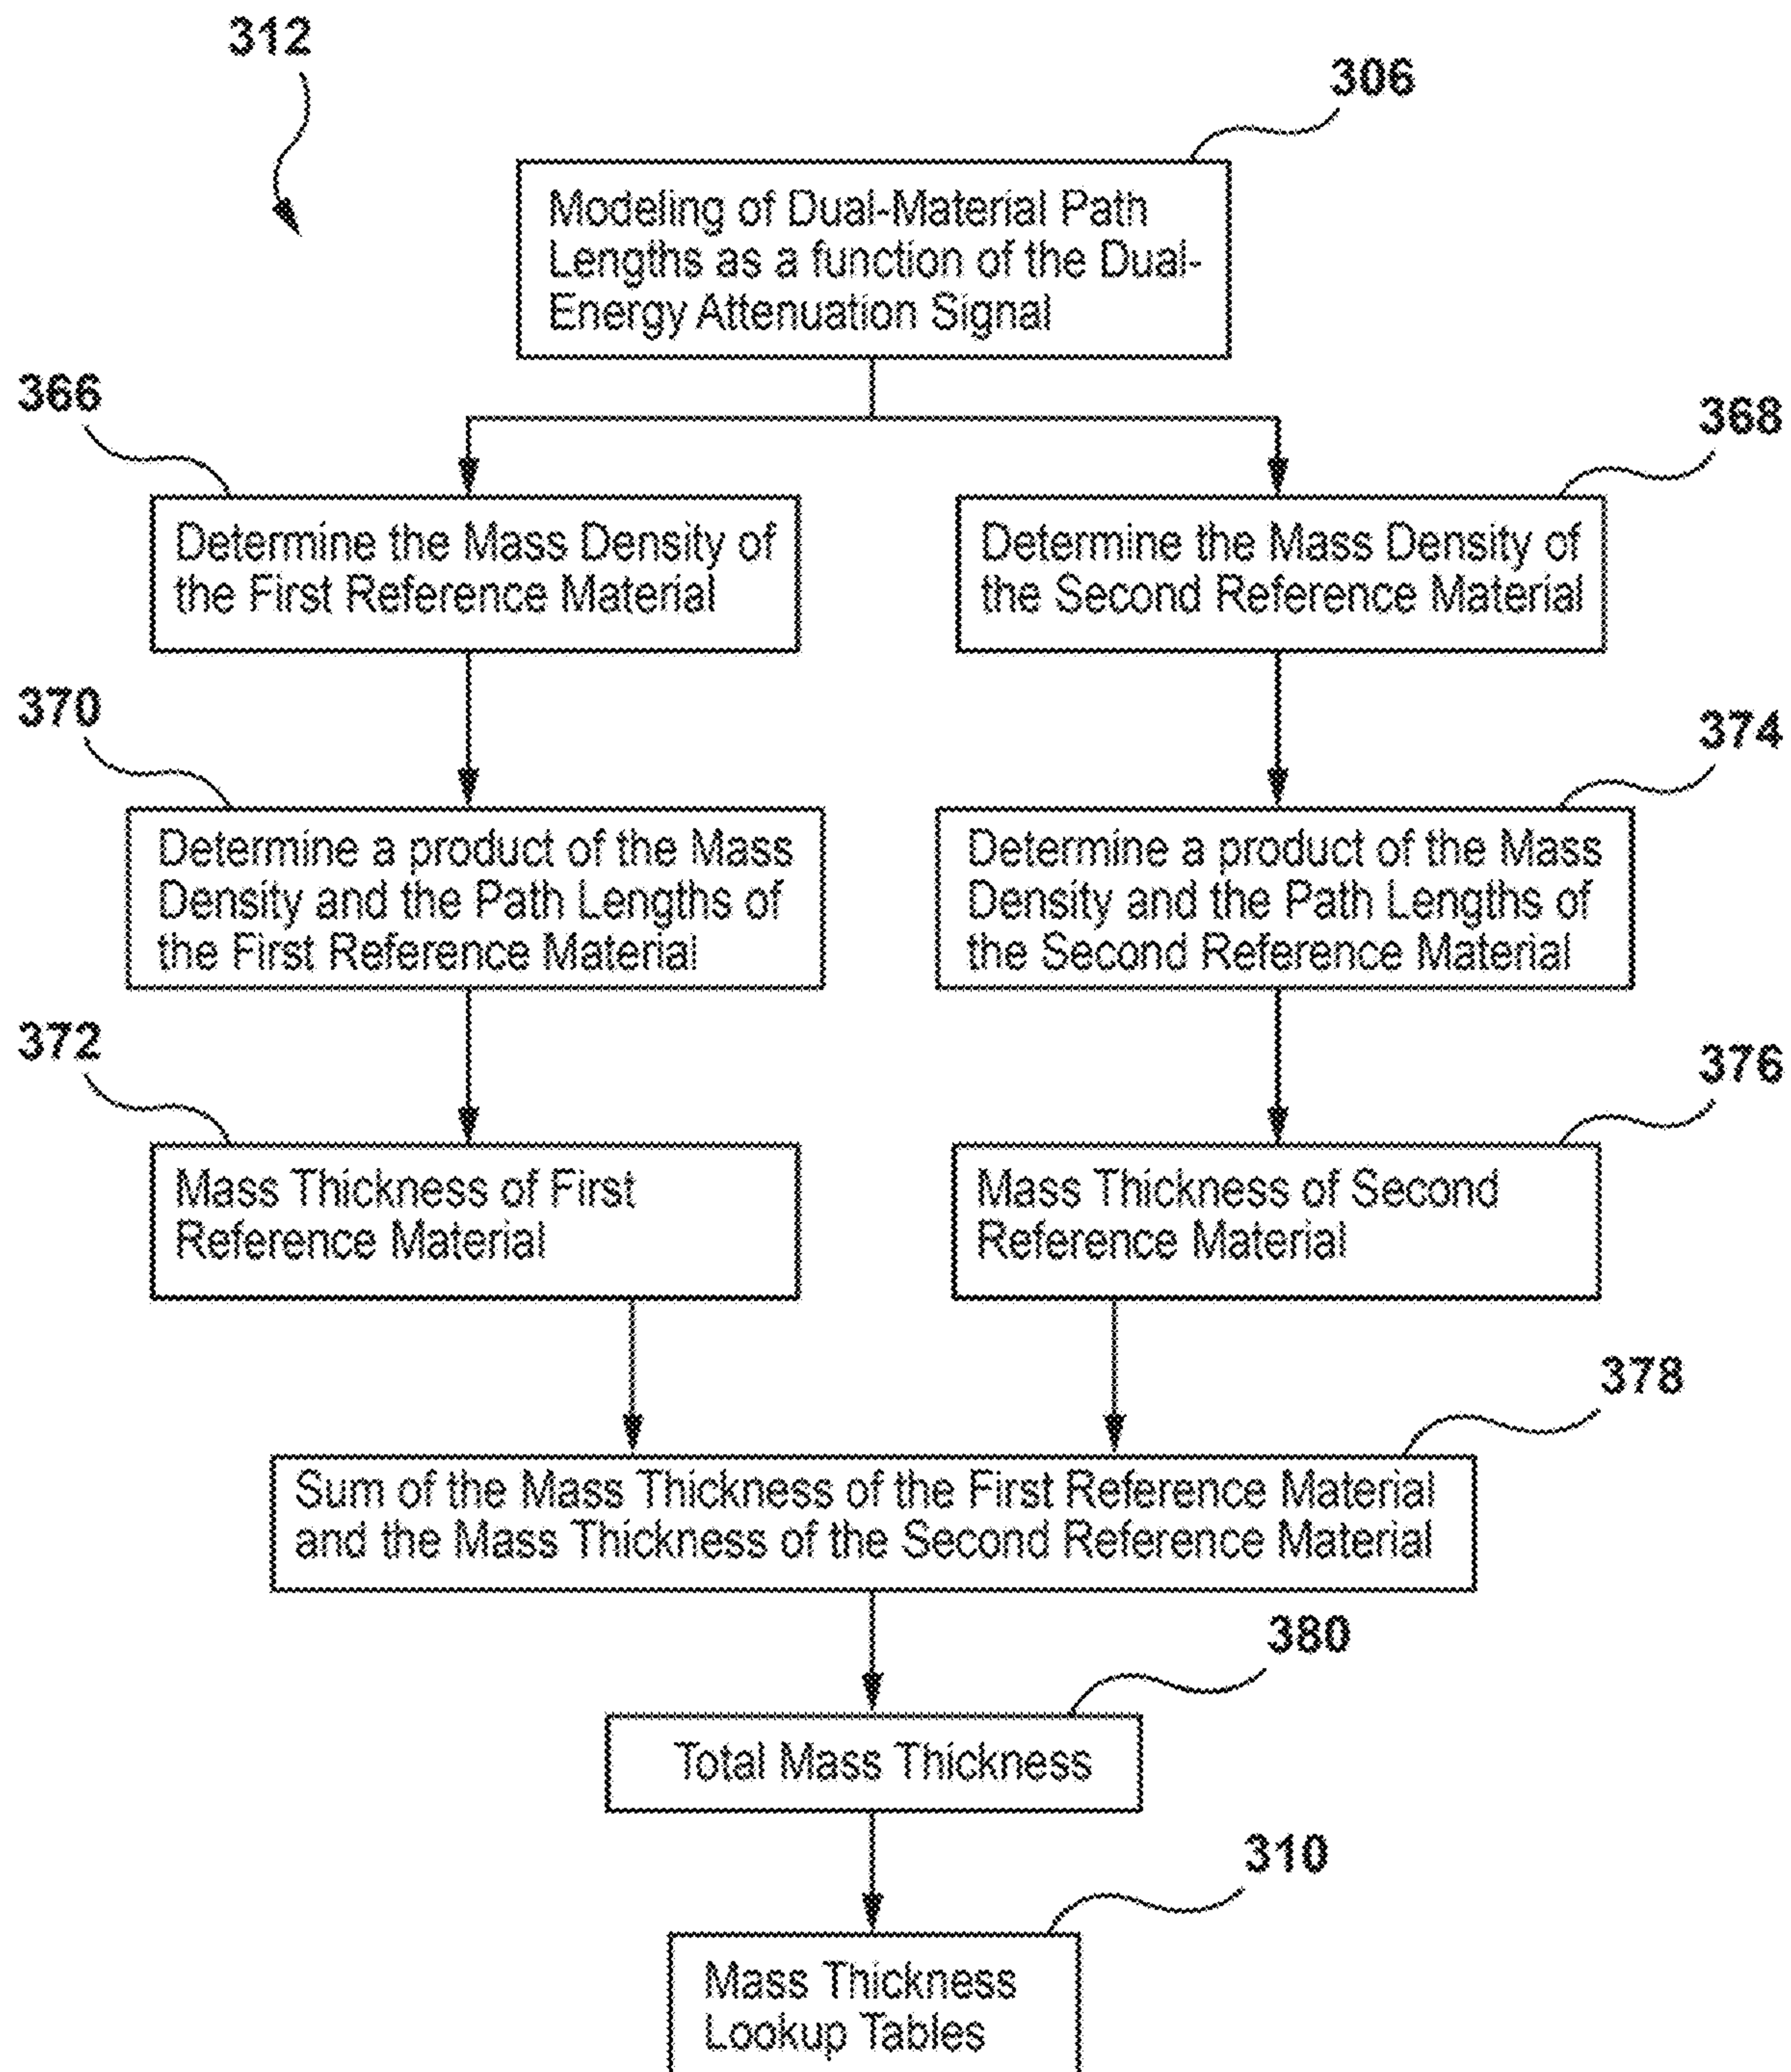 312
306
Modeling of Dual-Material Path
Lengths as a function of the Dual-
Energy Attenuation Signal
366
368
Determine the Mass Density of
the First Reference Material
Determine the Mass Density of
the Second Reference Material
370
374
Determine a product of the Mass
Density and the Path Lengths of
the First Reference Material
Determine a product of the Mass
Density and the Path Lengths of
the Second Reference Material
372
376
Mass Thickness of First
Reference Material
Mass Thickness of Second
Reference Material
378
Sum of the Mass Thickness of the First Reference Material
and the Mass Thickness of the Second Reference Material
380
Total Mass Thickness
310
Mass Thickness
Lookup Tables